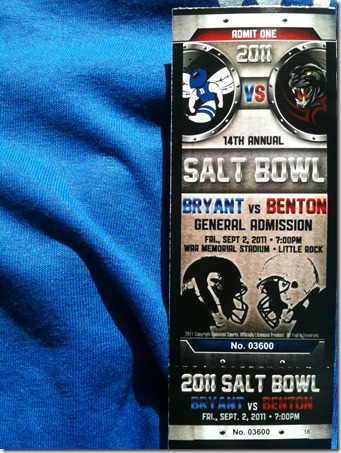 ADMIT ONE
2011
VS
14TH ANNUAL
SALT BOWL
BRYANT VS BENTON
GENERAL ADMISSION
FRI., SEPT 2, 2011 • 7:00PM
WAR MEMORIAL STADIUM • LITTLE ROCK
No. 03600
2011 SALT BOWL
BRYANT VS BENTON
FRI., SEPT. 2, 2011 • 7:00PM
No. 03600
18